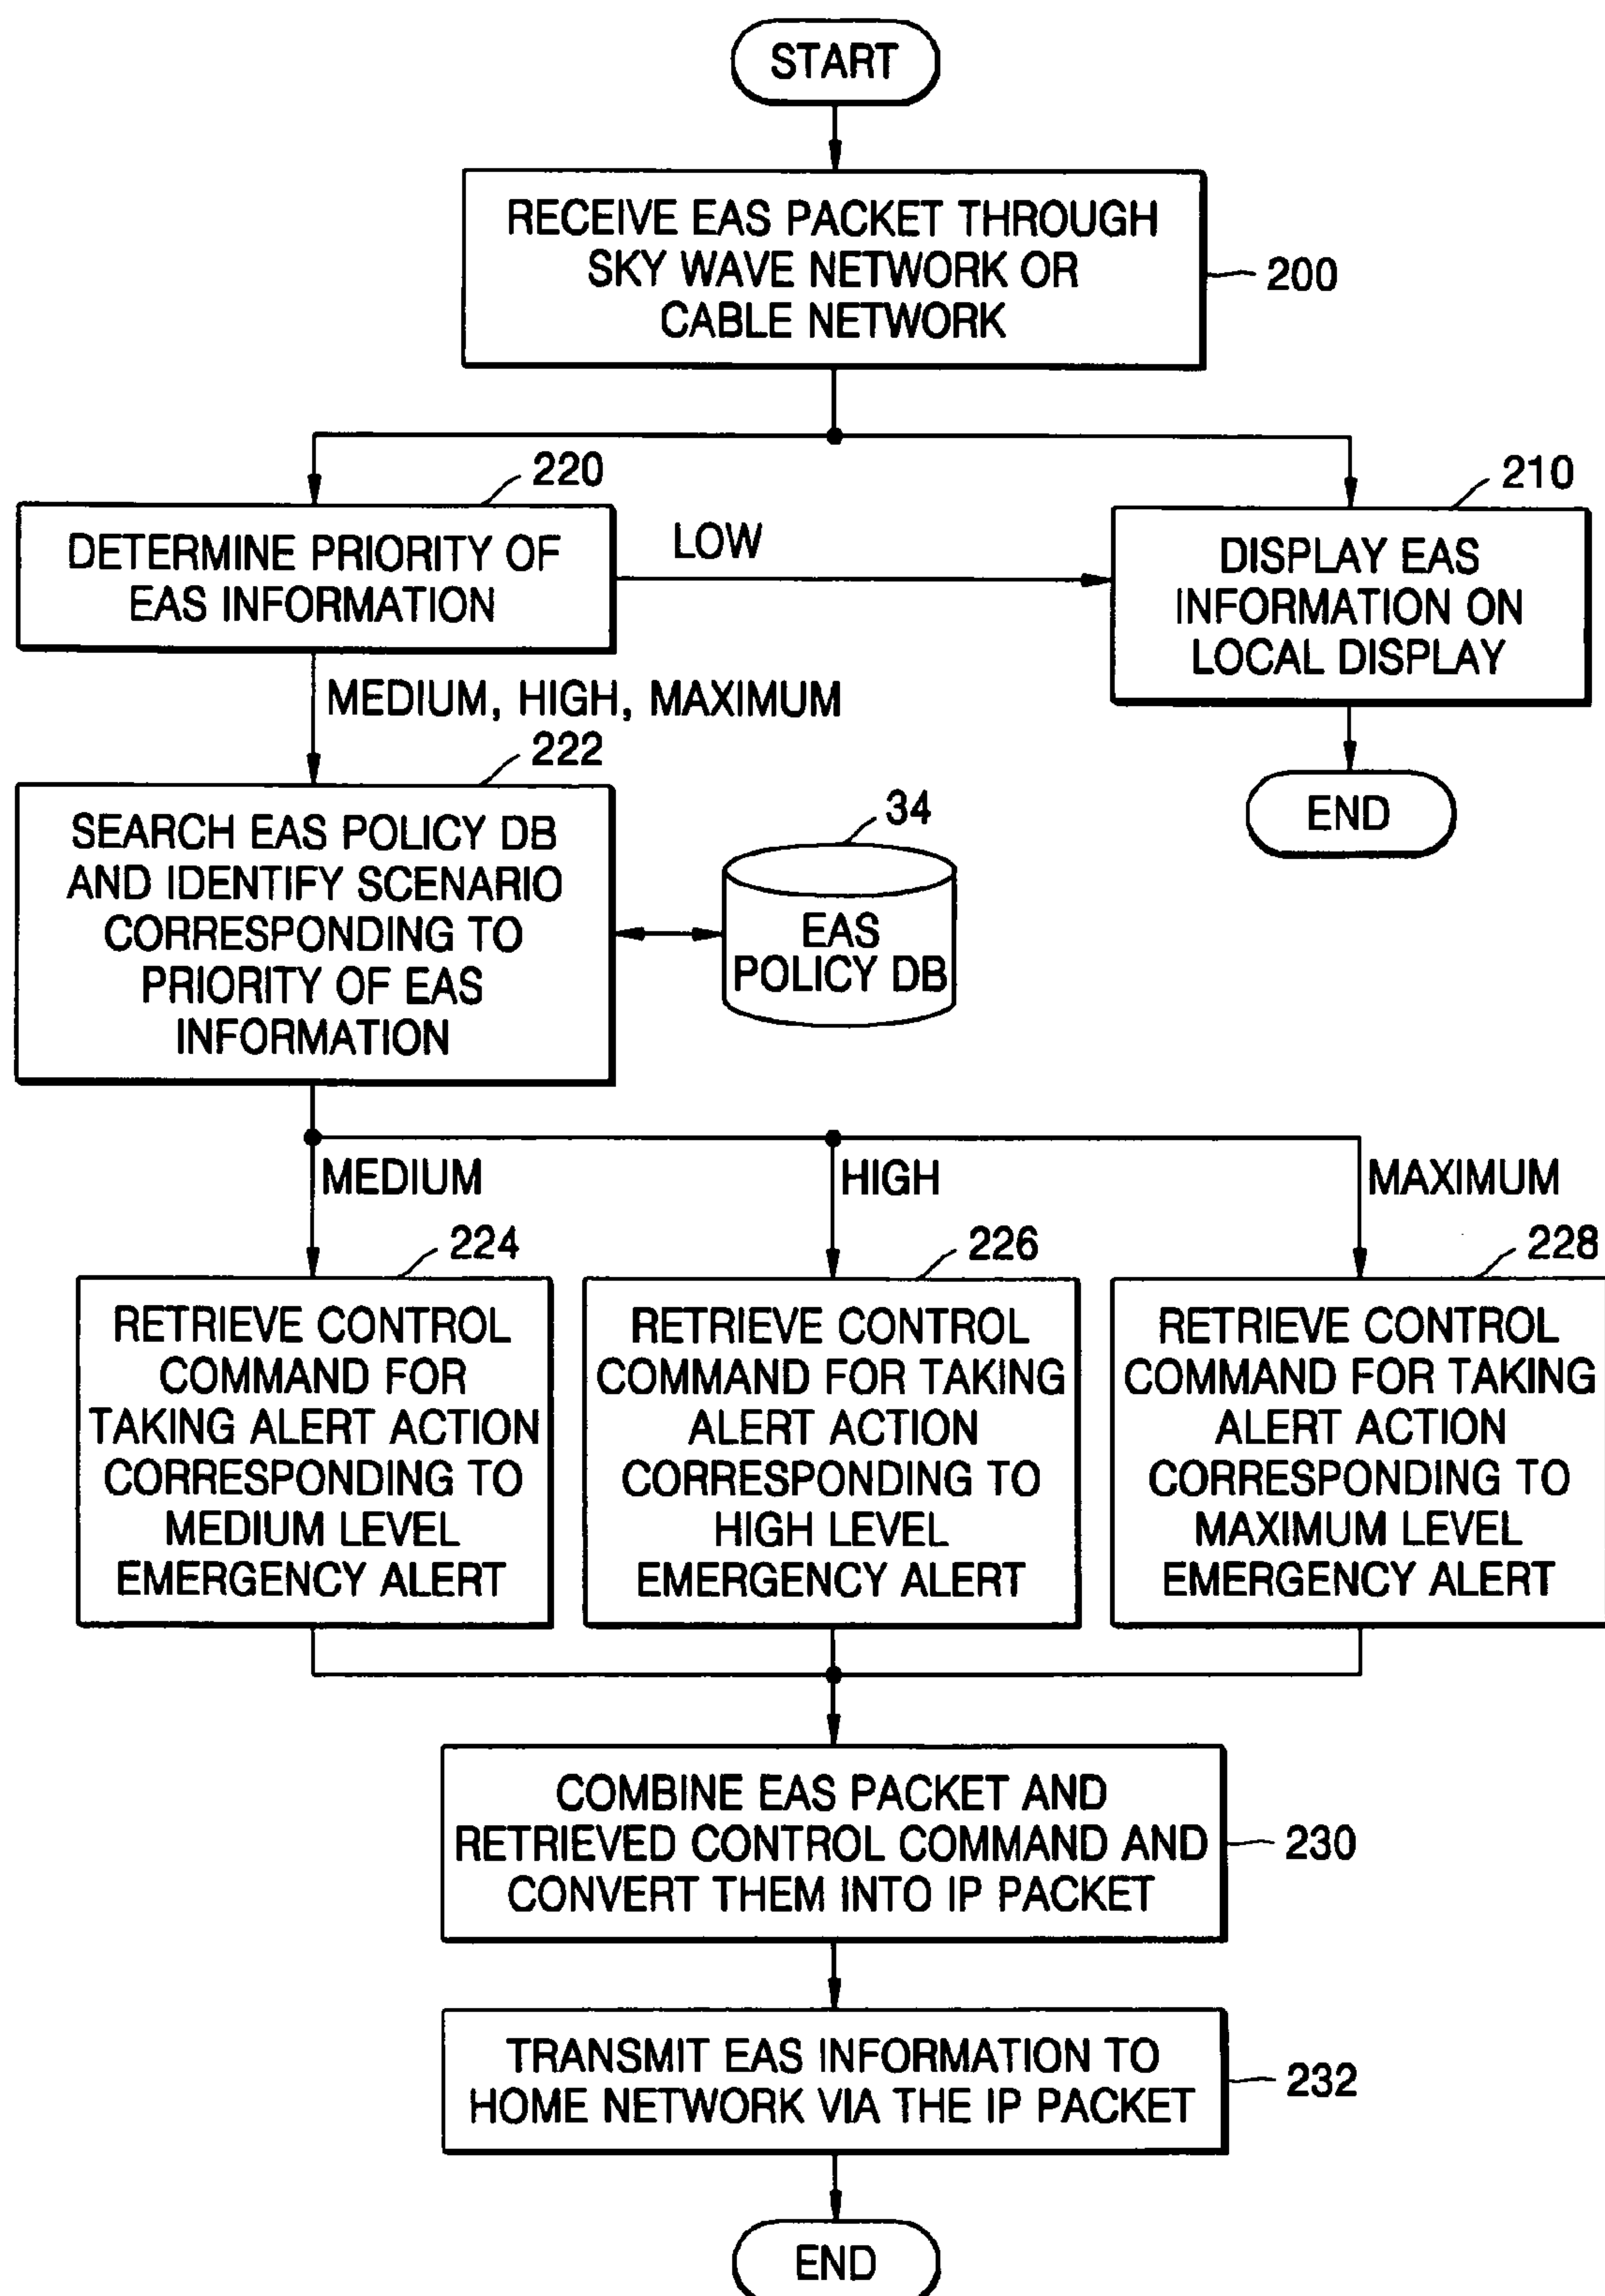 START
RECEIVE EAS PACKET THROUGH
SKY WAVE NETWORK OR
CABLE NETWORK
200
220
DETERMINE PRIORITY OF
EAS INFORMATION
LOW
210
DISPLAY EAS
INFORMATION ON
LOCAL DISPLAY
END
MEDIUM, HIGH, MAXIMUM
222
SEARCH EAS POLICY DB
AND IDENTIFY SCENARIO
CORRESPONDING TO
PRIORITY OF EAS
INFORMATION
34
EAS
POLICY DB
MEDIUM
HIGH
MAXIMUM
224
RETRIEVE CONTROL
COMMAND FOR
TAKING ALERT ACTION
CORRESPONDING TO
MEDIUM LEVEL
EMERGENCY ALERT
226
RETRIEVE CONTROL
COMMAND FOR TAKING
ALERT ACTION
CORRESPONDING TO
HIGH LEVEL
EMERGENCY ALERT
228
RETRIEVE CONTROL
COMMAND FOR TAKING
ALERT ACTION
CORRESPONDING TO
MAXIMUM LEVEL
EMERGENCY ALERT
COMBINE EAS PACKET AND
RETRIEVED CONTROL COMMAND AND
CONVERT THEM INTO IP PACKET
230
TRANSMIT EAS INFORMATION TO
HOME NETWORK VIA THE IP PACKET
232
END